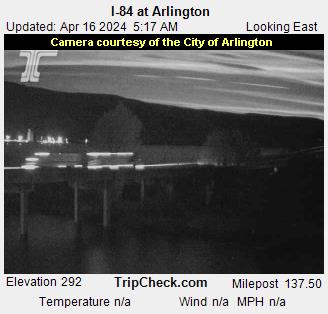 I-84 at Arlington
Updated: Apr 16 2024 5:17 AM Looking East
Camera courtesy of the City of Arlington
Elevation 292 TripCheck.com Milepost 137.50
Temperature n/a Wind n/a MPH n/a